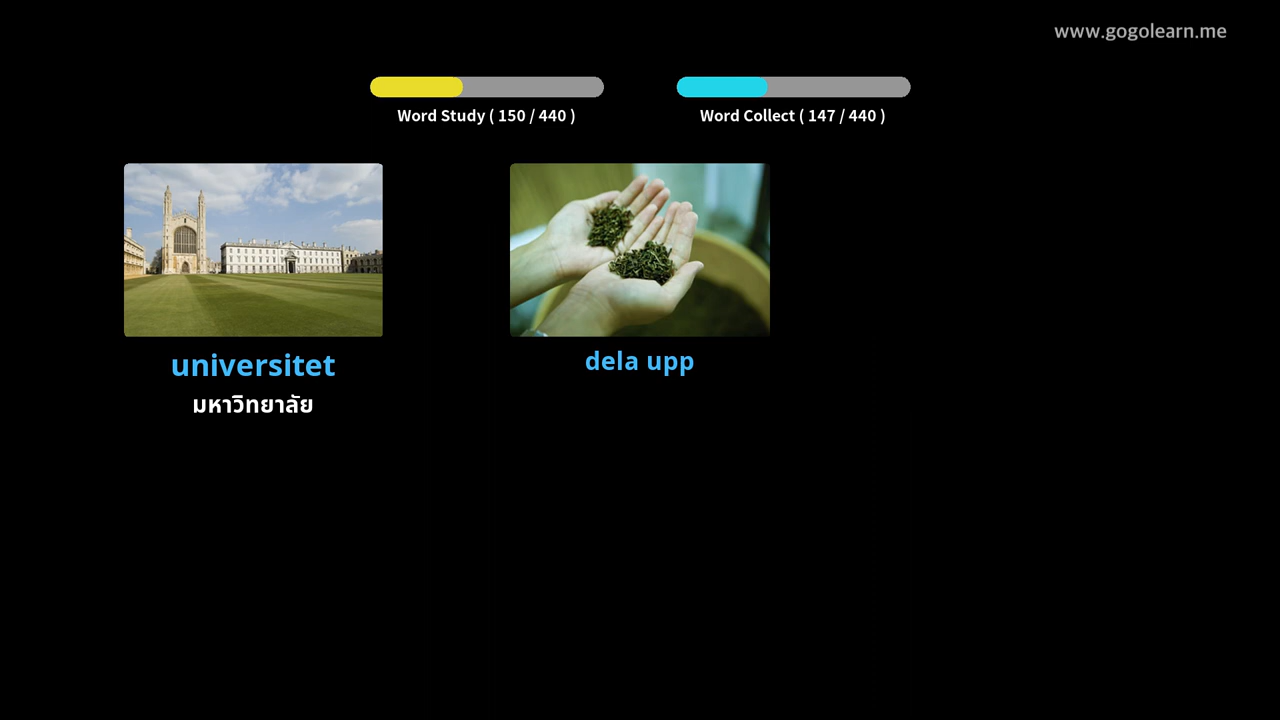 www.gogolearn.me
Word Study ( 150 / 440 )
Word Collect ( 147 / 440 )
universitet
มหาวิทยาลัย
dela upp